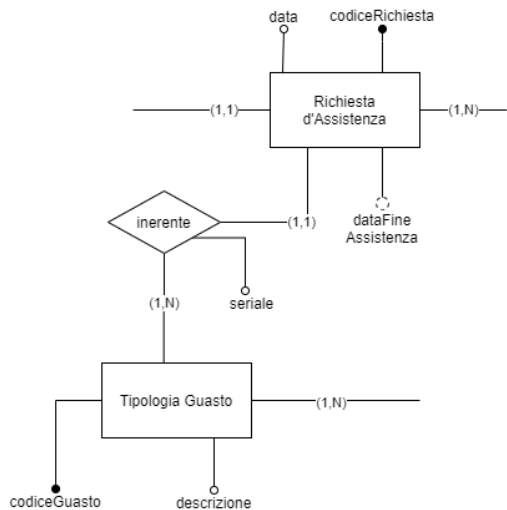 data
codiceRichiesta
(1,1)
Richiesta
d'Assistenza
(1,N)
inerente
(1,1)
dataFine
Assistenza
(1,N)
seriale
Tipologia Guasto
(1,N)
codiceGuasto
descrizione